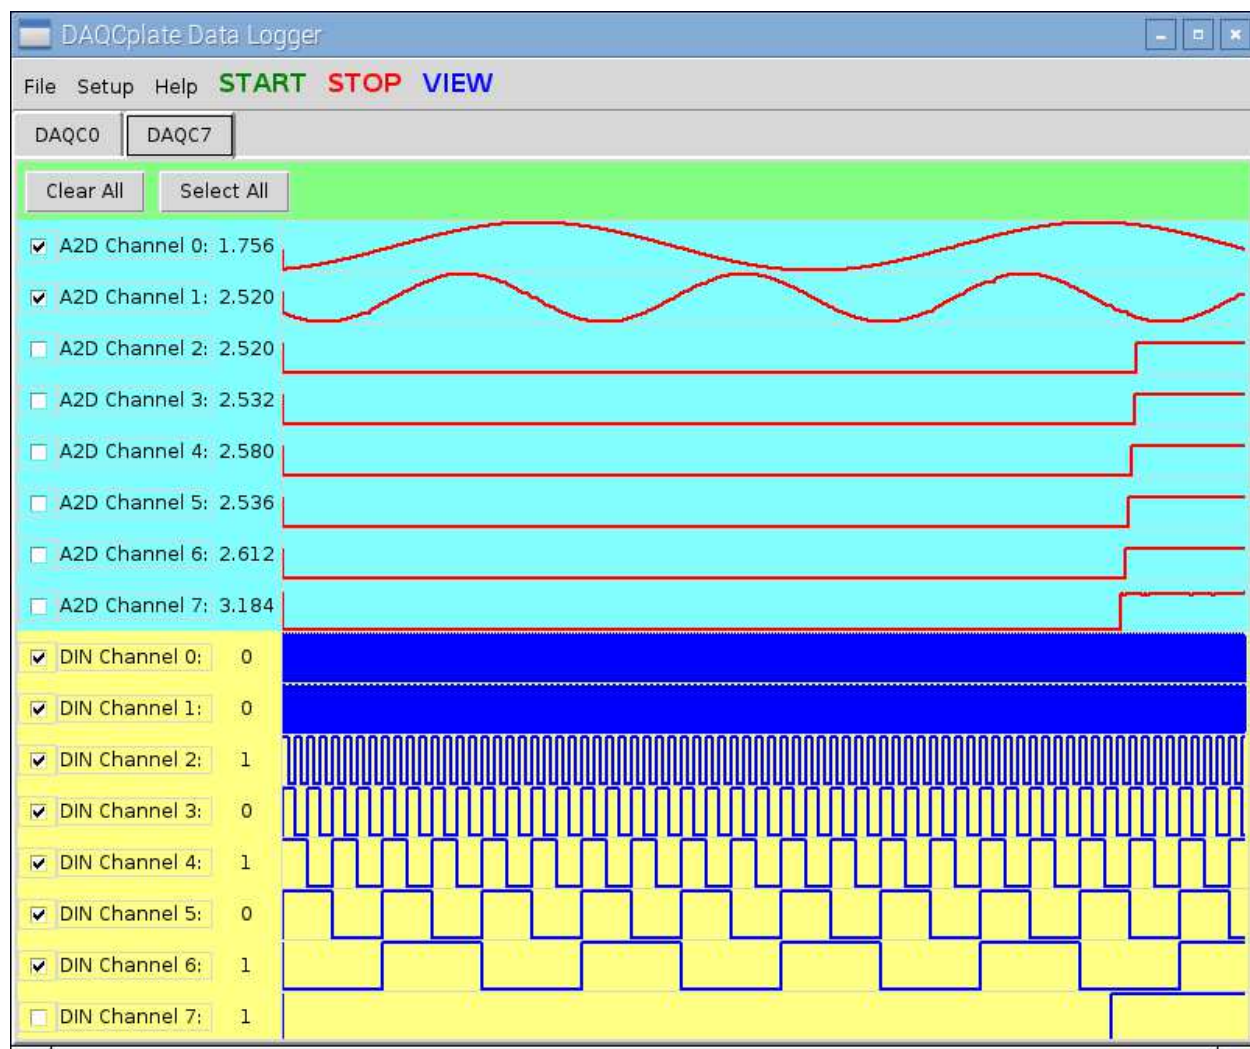 DAQCplate Data Logger
File Setup Help START STOP VIEW
DAQC0 DAQC7
Clear All Select All
A2D Channel 0: 1.756
A2D Channel 1: 2.520
A2D Channel 2: 2.520
A2D Channel 3: 2.532
A2D Channel 4: 2.580
A2D Channel 5: 2.536
A2D Channel 6: 2.612
A2D Channel 7: 3.184
DIN Channel 0: 0
DIN Channel 1: 0
DIN Channel 2: 1
DIN Channel 3: 0
DIN Channel 4: 1
DIN Channel 5: 0
DIN Channel 6: 1
DIN Channel 7: 1